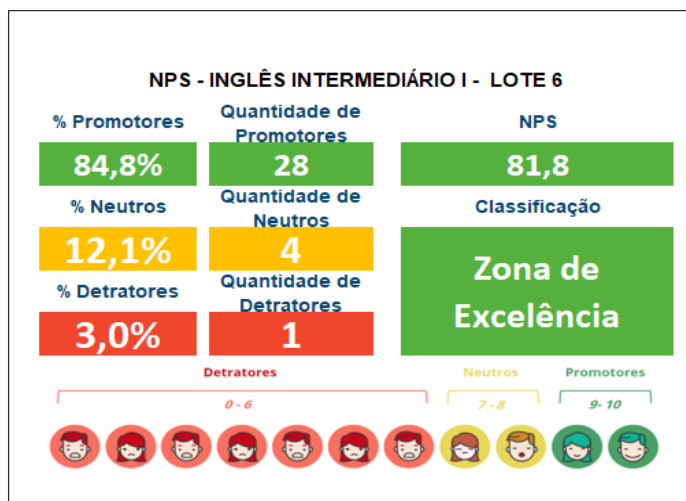 NPS - INGLÊS INTERMEDIÁRIO I - LOTE 6
% Promotores
Quantidade de
Promotores
NPS
84,8%
28
81,8
% Neutros
Quantidade de
Neutros
Classificação
12,1%
4
Zona de
Excelência
% Detratores
Quantidade de
Detratores
3,0%
1
Detratores
Neutros
Promotores
0 - 6
7 - 8
9- 10